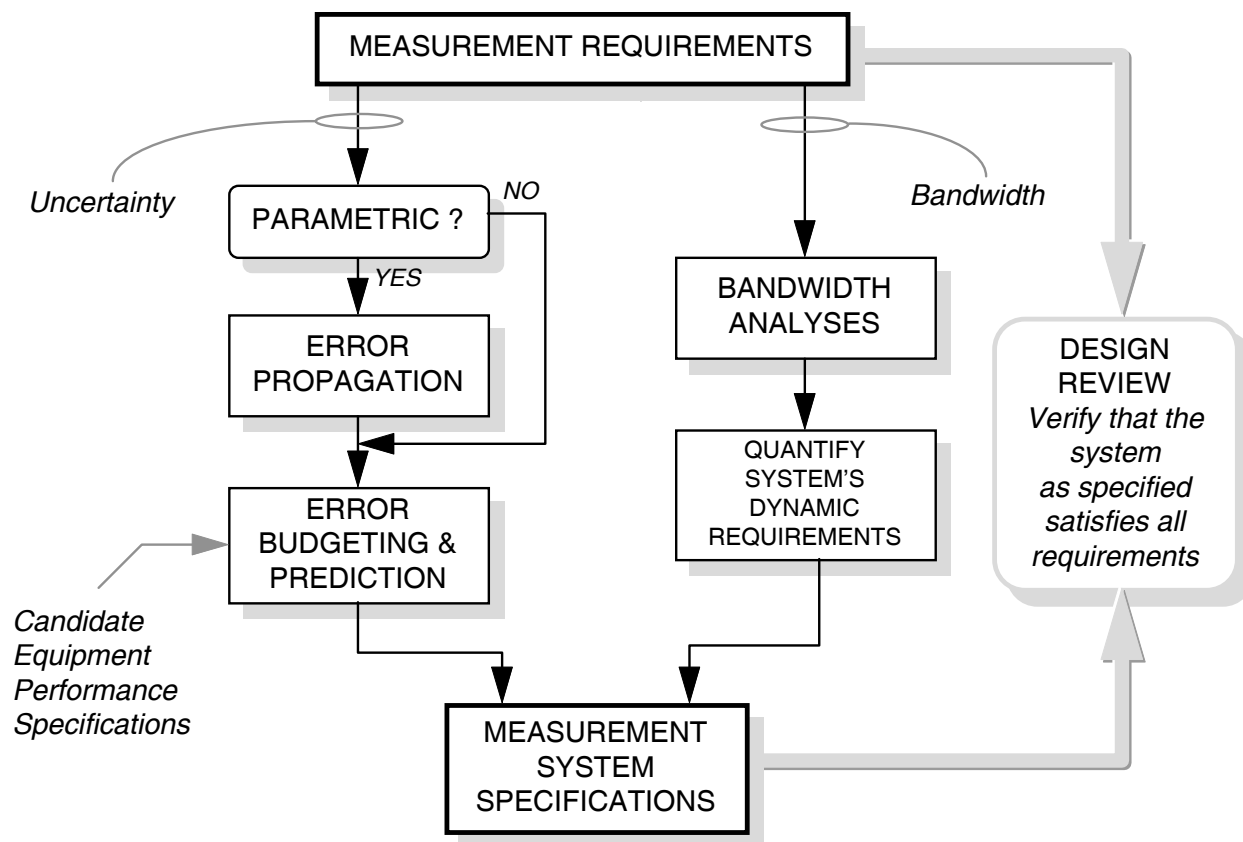 MEASUREMENT REQUIREMENTS
Uncertainty
Bandwidth
PARAMETRIC ?
NO
YES
ERROR
PROPAGATION
ERROR
BUDGETING &
PREDICTION
Candidate
Equipment
Performance
Specifications
BANDWIDTH
ANALYSES
QUANTIFY
SYSTEM'S
DYNAMIC
REQUIREMENTS
MEASUREMENT
SYSTEM
SPECIFICATIONS
DESIGN
REVIEW
Verify that the
system
as specified
satisfies all
requirements